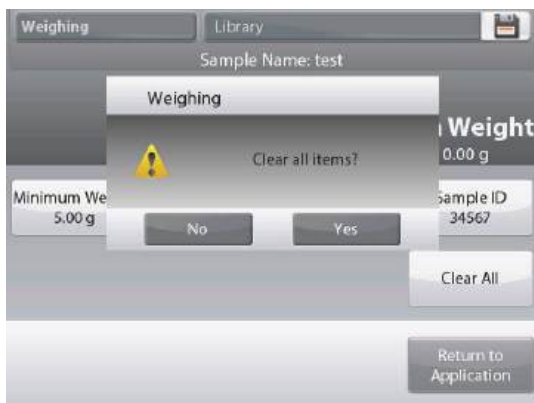 Weighing
Library
Sample Name: test
Weighing
Weight
0.00 g
Clear all items?
Minimum We
5.00 g
Sample ID
34567
No
Yes
Clear All
Return to
Application